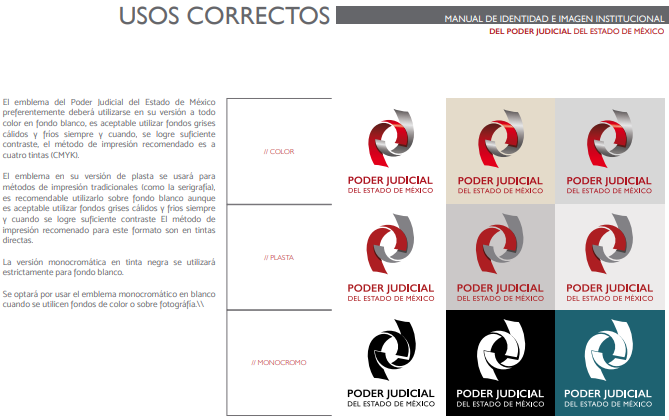 USOS CORRECTOS
MANUAL DE IDENTIDAD E IMAGEN INSTITUCIONAL
DEL PODER JUDICIAL DEL ESTADO DE MÉXICO
El emblema del Poder Judicial del Estado de México
preferentemente deberá utilizarse en su versión a todo
color en fondo blanco, es aceptable utilizar fondos grises
cálidos y fríos siempre y cuando, se logre suficiente
contraste, el método de impresión recomendado es a
cuatro tintas (CMYK).
El emblema en su versión de plasta se usará para
métodos de impresión tradicionales (como la serigrafía),
es recomendable utilizarlo sobre fondo blanco aunque
es aceptable utilizar fondos grises cálidos y fríos siempre
y cuando se logre suficiente contraste El método de
impresión recomenado para este formato son en tintas
directas.
La versión monocromática en tinta negra se utilizará
estrictamente para fondo blanco.
Se optará por usar el emblema monocromático en blanco
cuando se utilicen fondos de color o sobre fotográfia.\\
// COLOR
PODER JUDICIAL
DEL ESTADO DE MÉXICO
PODER JUDICIAL
DEL ESTADO DE MÉXICO
PODER JUDICIAL
DEL ESTADO DE MÉXICO
// PLASTA
PODER JUDICIAL
DEL ESTADO DE MÉXICO
PODER JUDICIAL
DEL ESTADO DE MÉXICO
PODER JUDICIAL
DEL ESTADO DE MÉXICO
// MONOCROMO
PODER JUDICIAL
DEL ESTADO DE MÉXICO
PODER JUDICIAL
DEL ESTADO DE MÉXICO
PODER JUDICIAL
DEL ESTADO DE MÉXICO